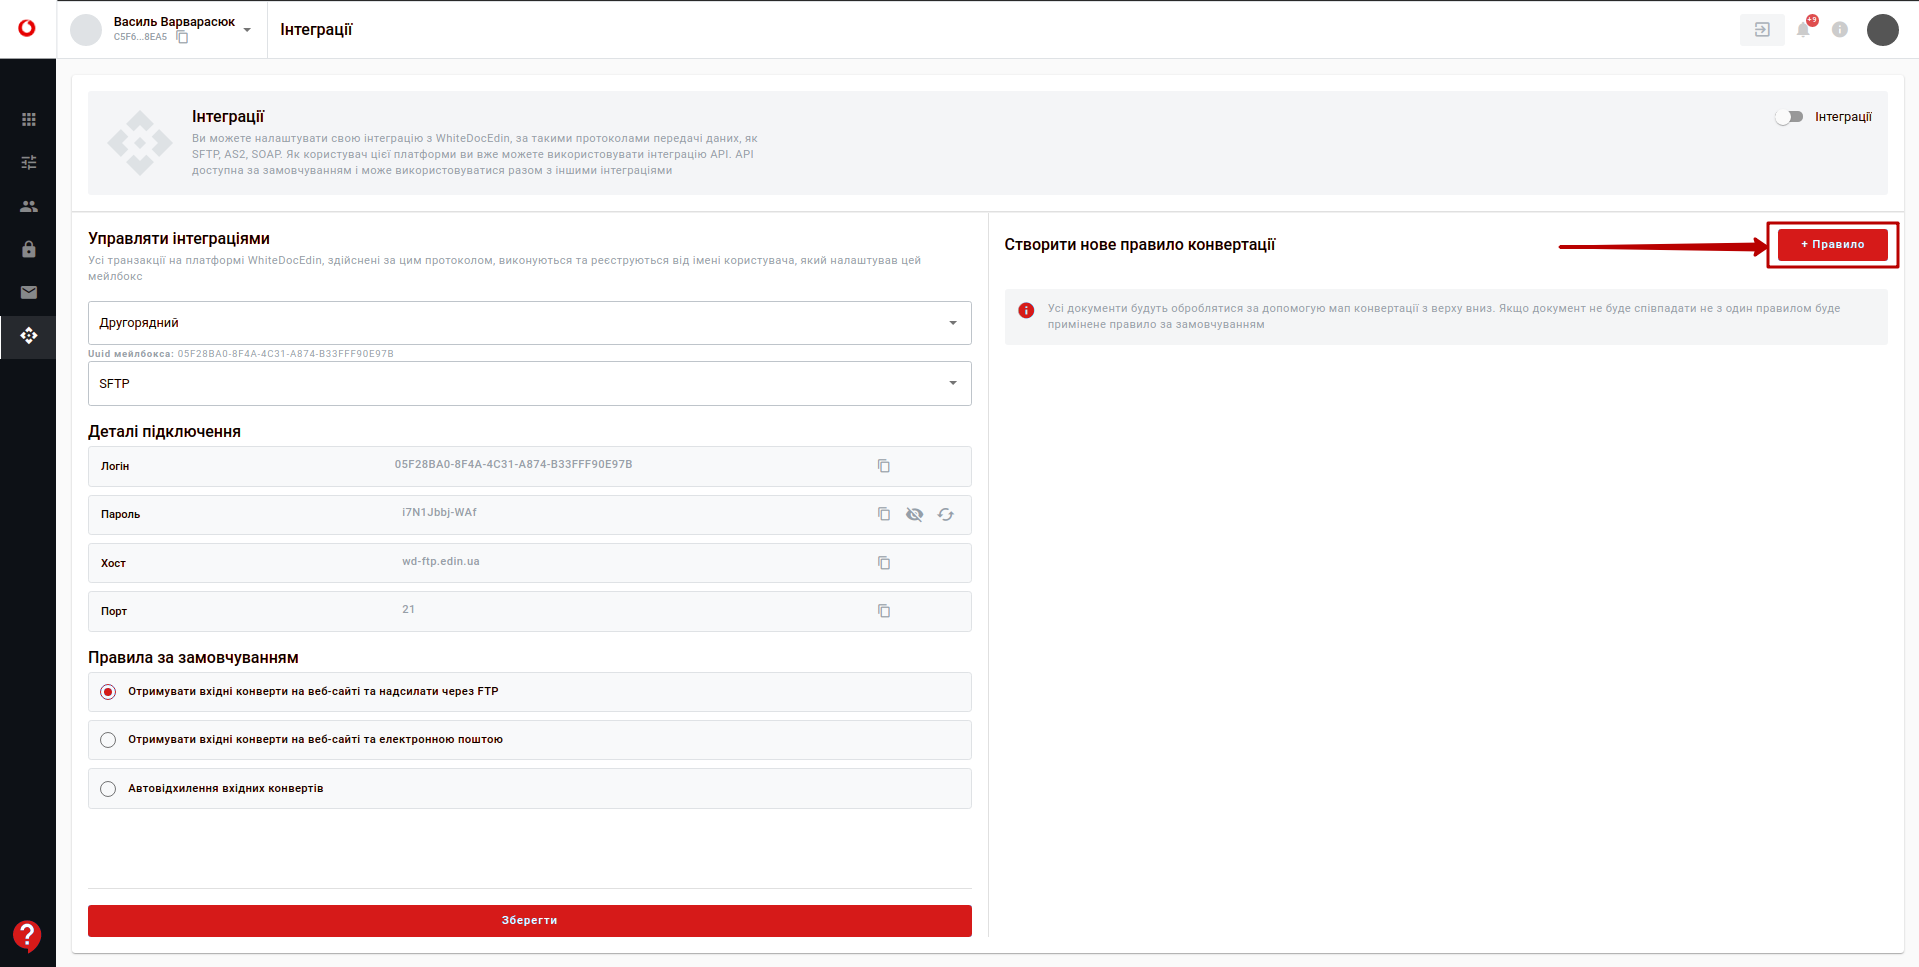 Василь Варварасюк
C5F6...8EA5
Інтеграції
+9
Інтеграції
Ви можете налаштувати свою інтеграцію з WhiteDocEdin, за такими протоколами передачі даних, як
SFTP, AS2, SOAP. Як користувач цієї платформи ви вже можете використовувати інтеграцію API. API
доступна за замовчуванням і може використовуватися разом з іншими інтеграціями
Інтеграції
Управляти інтеграціями
Усі транзакції на платформі WhiteDocEdin, здійснені за цим протоколом, виконуються та реєструються від імені користувача, який налаштував цей
мейлбокс
Другорядний
Uuid мейлбокса: 05F28BA0-8F4A-4C31-A874-B33FFF90E97B
SFTP
Деталі підключення
Логін 05F28BA0-8F4A-4C31-A874-B33FFF90E97B
Пароль i7N1Jbbj-WAf
Хост wd-ftp.edin.ua
Порт 21
Правила за замовчуванням
Отримувати вхідні конверти на веб-сайті та надсилати через FTP
Отримувати вхідні конверти на веб-сайті та електронною поштою
Автовідхилення вхідних конвертів
Зберегти
Створити нове правило конвертації
+ Правило
Усі документи будуть оброблятися за допомогую мап конвертації з верху вниз. Якщо документ не буде співпадати не з один правилом буде
примінене правило за замовчуванням